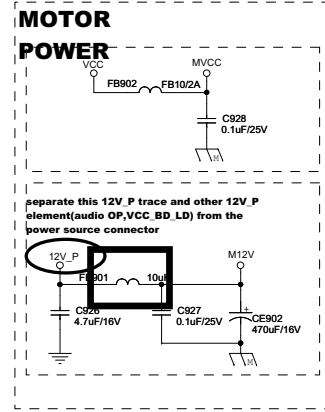 MOTOR
POWER
VCC
MVCC
FB902
FB10/2A
C928
0.1uF/25V
M
separate this 12V_P trace and other 12V_P
element(audio OP,VCC_BD_LD) from the
power source connector
12V_P
M12V
FB901
10uH
C926
4.7uF/16V
C927
0.1uF/25V
+
CE902
470uF/16V
M